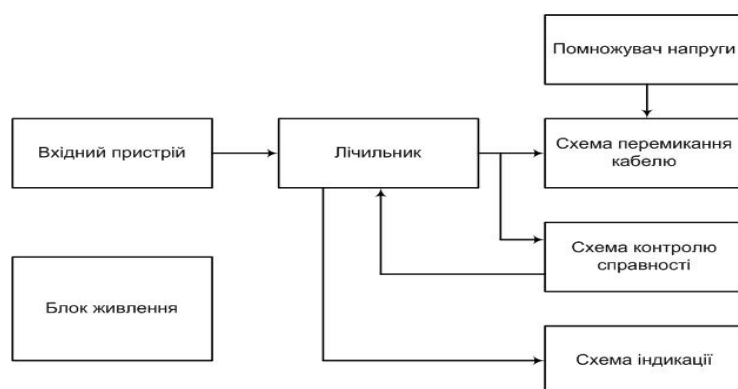 Помножувач напруги
Вхідний пристрій
Лічильник
Схема перемикання
кабелю
Схема контролю
справності
Блок живлення
Схема індикації